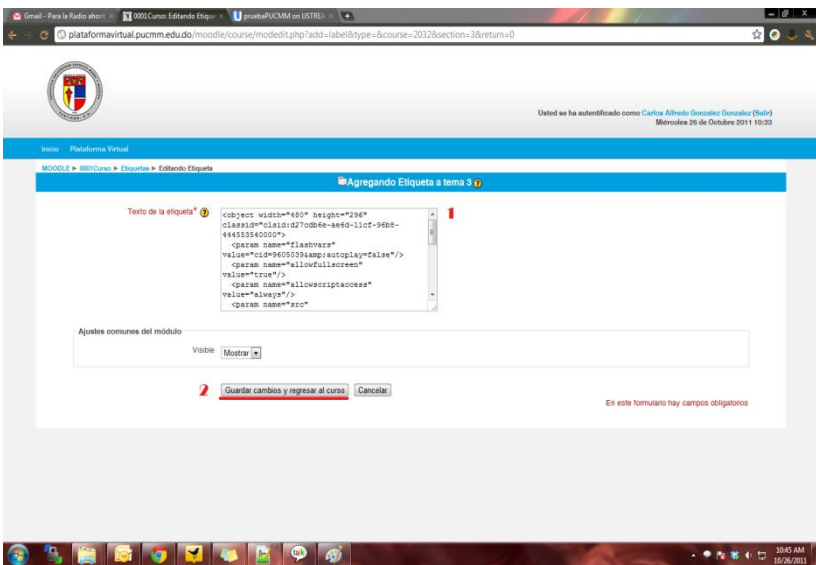 Gmail - Para la Radio ahora
0001Curso: Editando Etique
pruebaPUCMM on USTREA
plataformavirtual.pucmm.edu.do/moodle/course/modedit.php?add=label&type=&course=2032&section=3&return=0
Usted se ha autentificado como Carlos Alfredo Gonzalez Gonzalez (Salir)
Miércoles 26 de Octubre 2011 10:33
Inicio Plataforma Virtual
MOODLE ► 0001Curso ► Etiquetas ► Editando Etiqueta
Agregando Etiqueta a tema 3
Texto de la etiqueta* 1
<object width="480" height="296"
classid="clsid:d27cdb6e-ae6d-11cf-96b8-
444553540000">
<param name="flashvars"
value="cid=9605039&amp;autoplay=false"/>
<param name="allowfullscreen"
value="true"/>
<param name="allowscriptaccess"
value="always"/>
<param name="src"
Ajustes comunes del módulo
Visible Mostrar
2 Guardar cambios y regresar al curso Cancelar
En este formulario hay campos obligatorios
talk
10:45 AM
10/26/2011